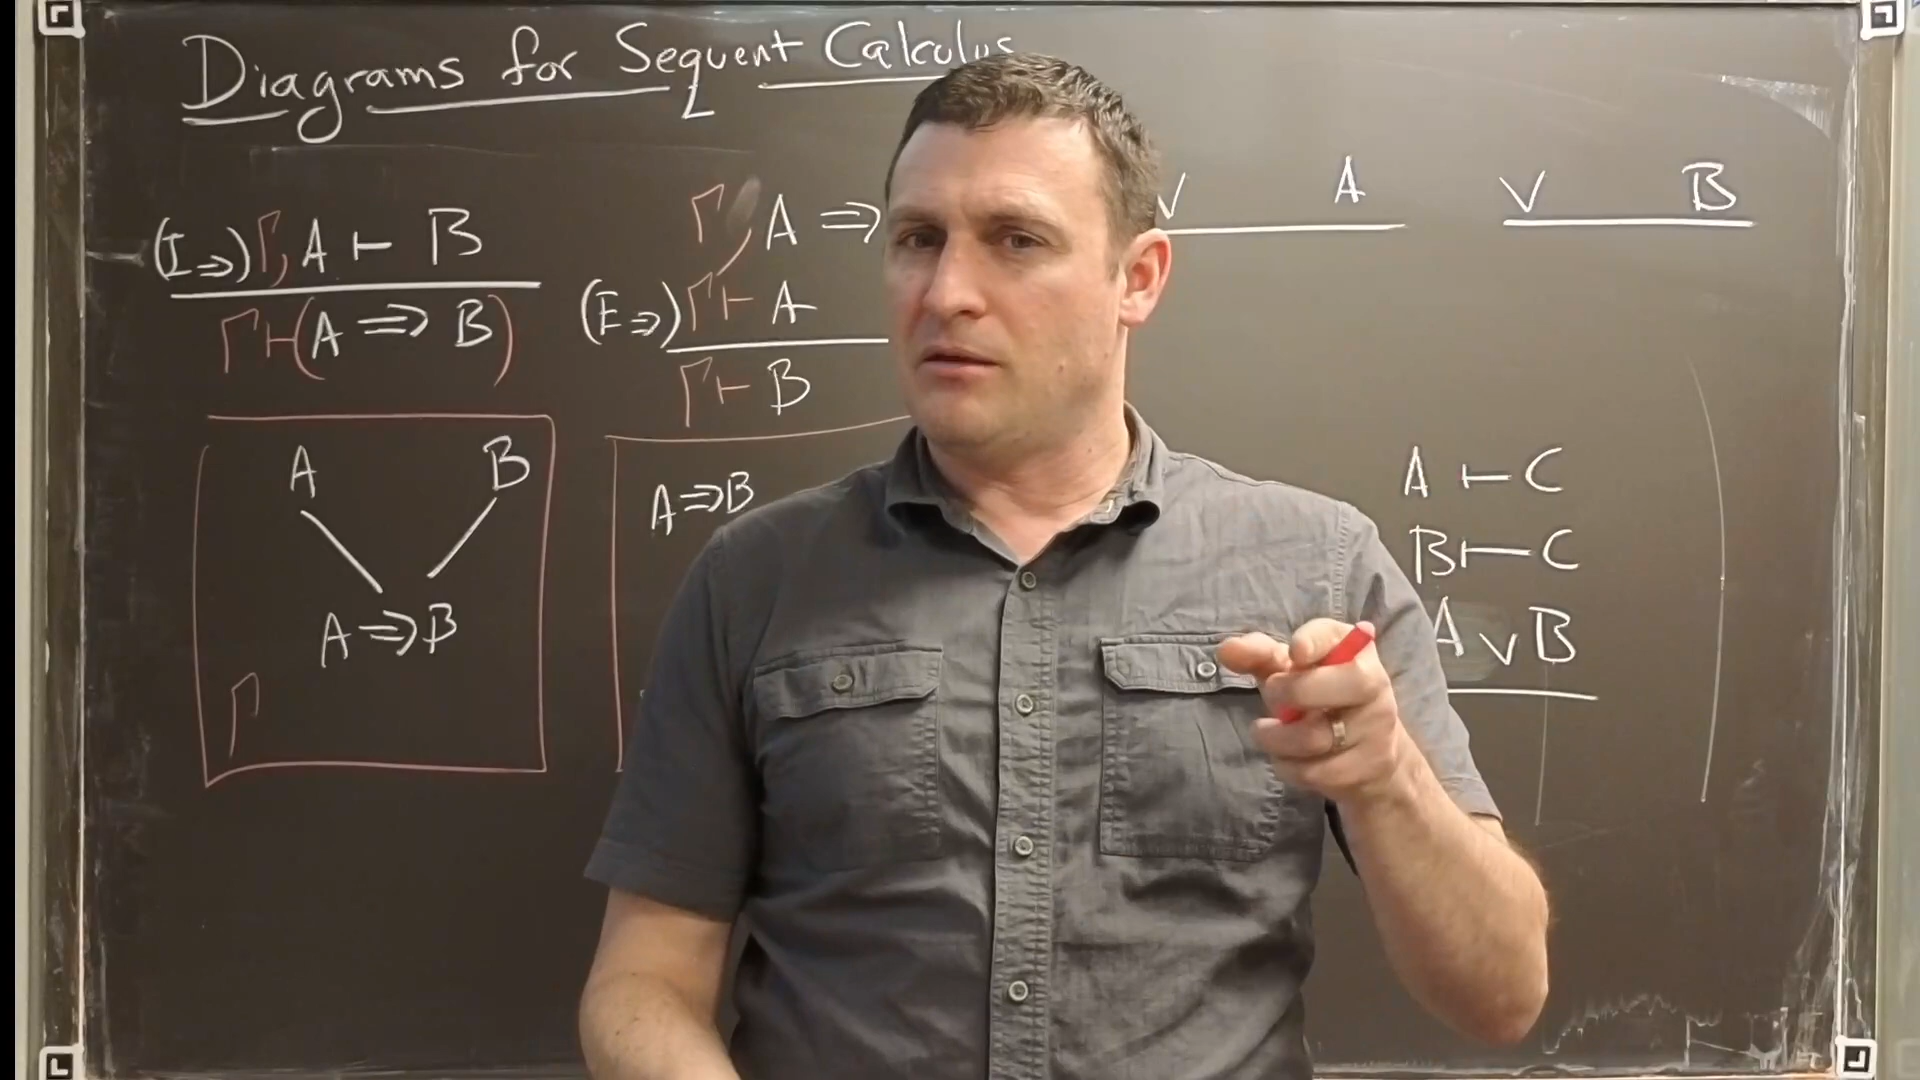 Diagrams for Sequent Calculus
(I⇒) Γ, A ⊢ B
Γ ⊢ (A ⇒ B)
A B
A ⇒ B
Γ
Γ, A ⇒
(E⇒) Γ ⊢ A
Γ ⊢ B
A ⇒ B
∨ A
∨ B
A ⊢ C
B ⊢ C
A ∨ B